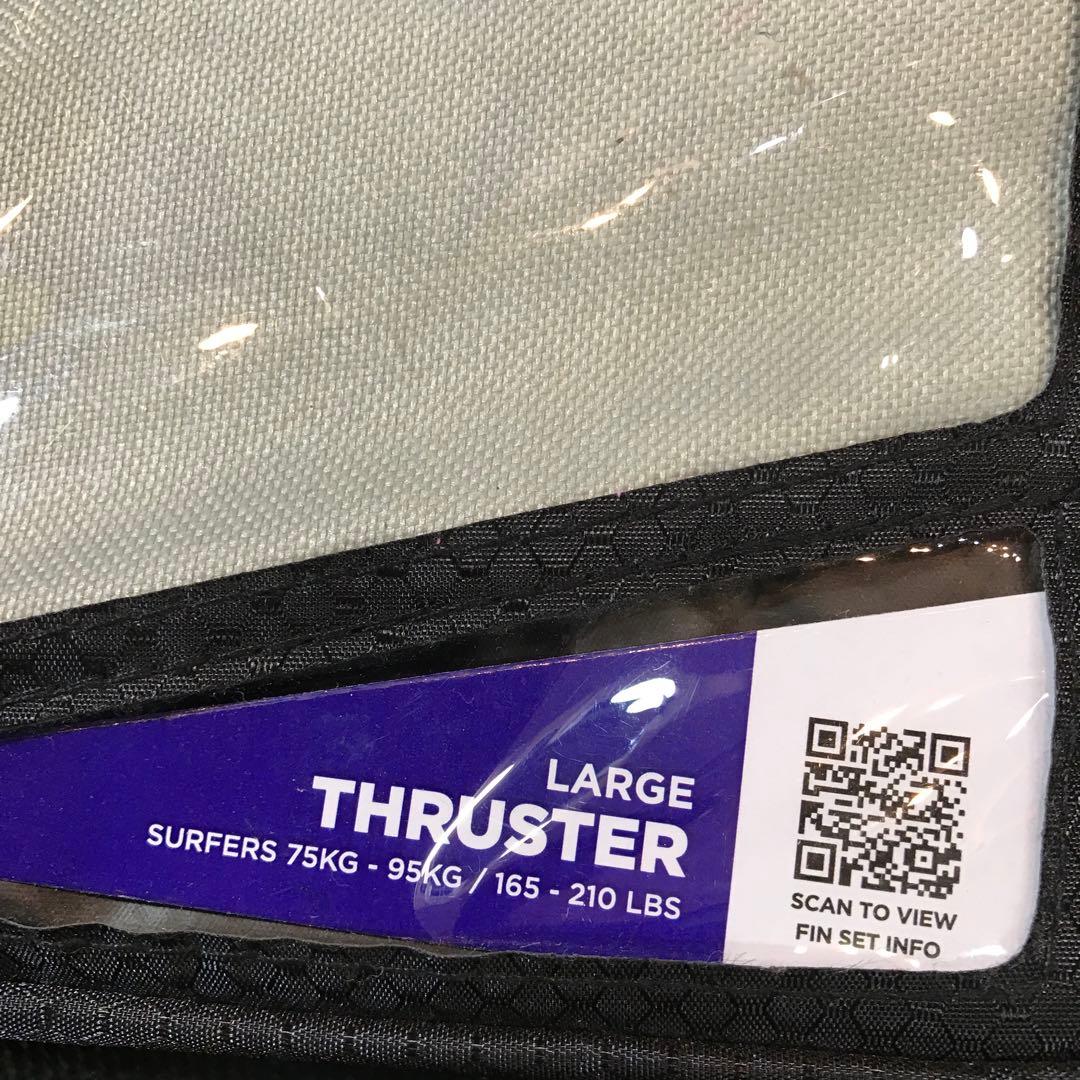 LARGE
THRUSTER
SURFERS 75KG - 95KG / 165 - 210 LBS
SCAN TO VIEW
FIN SET INFO